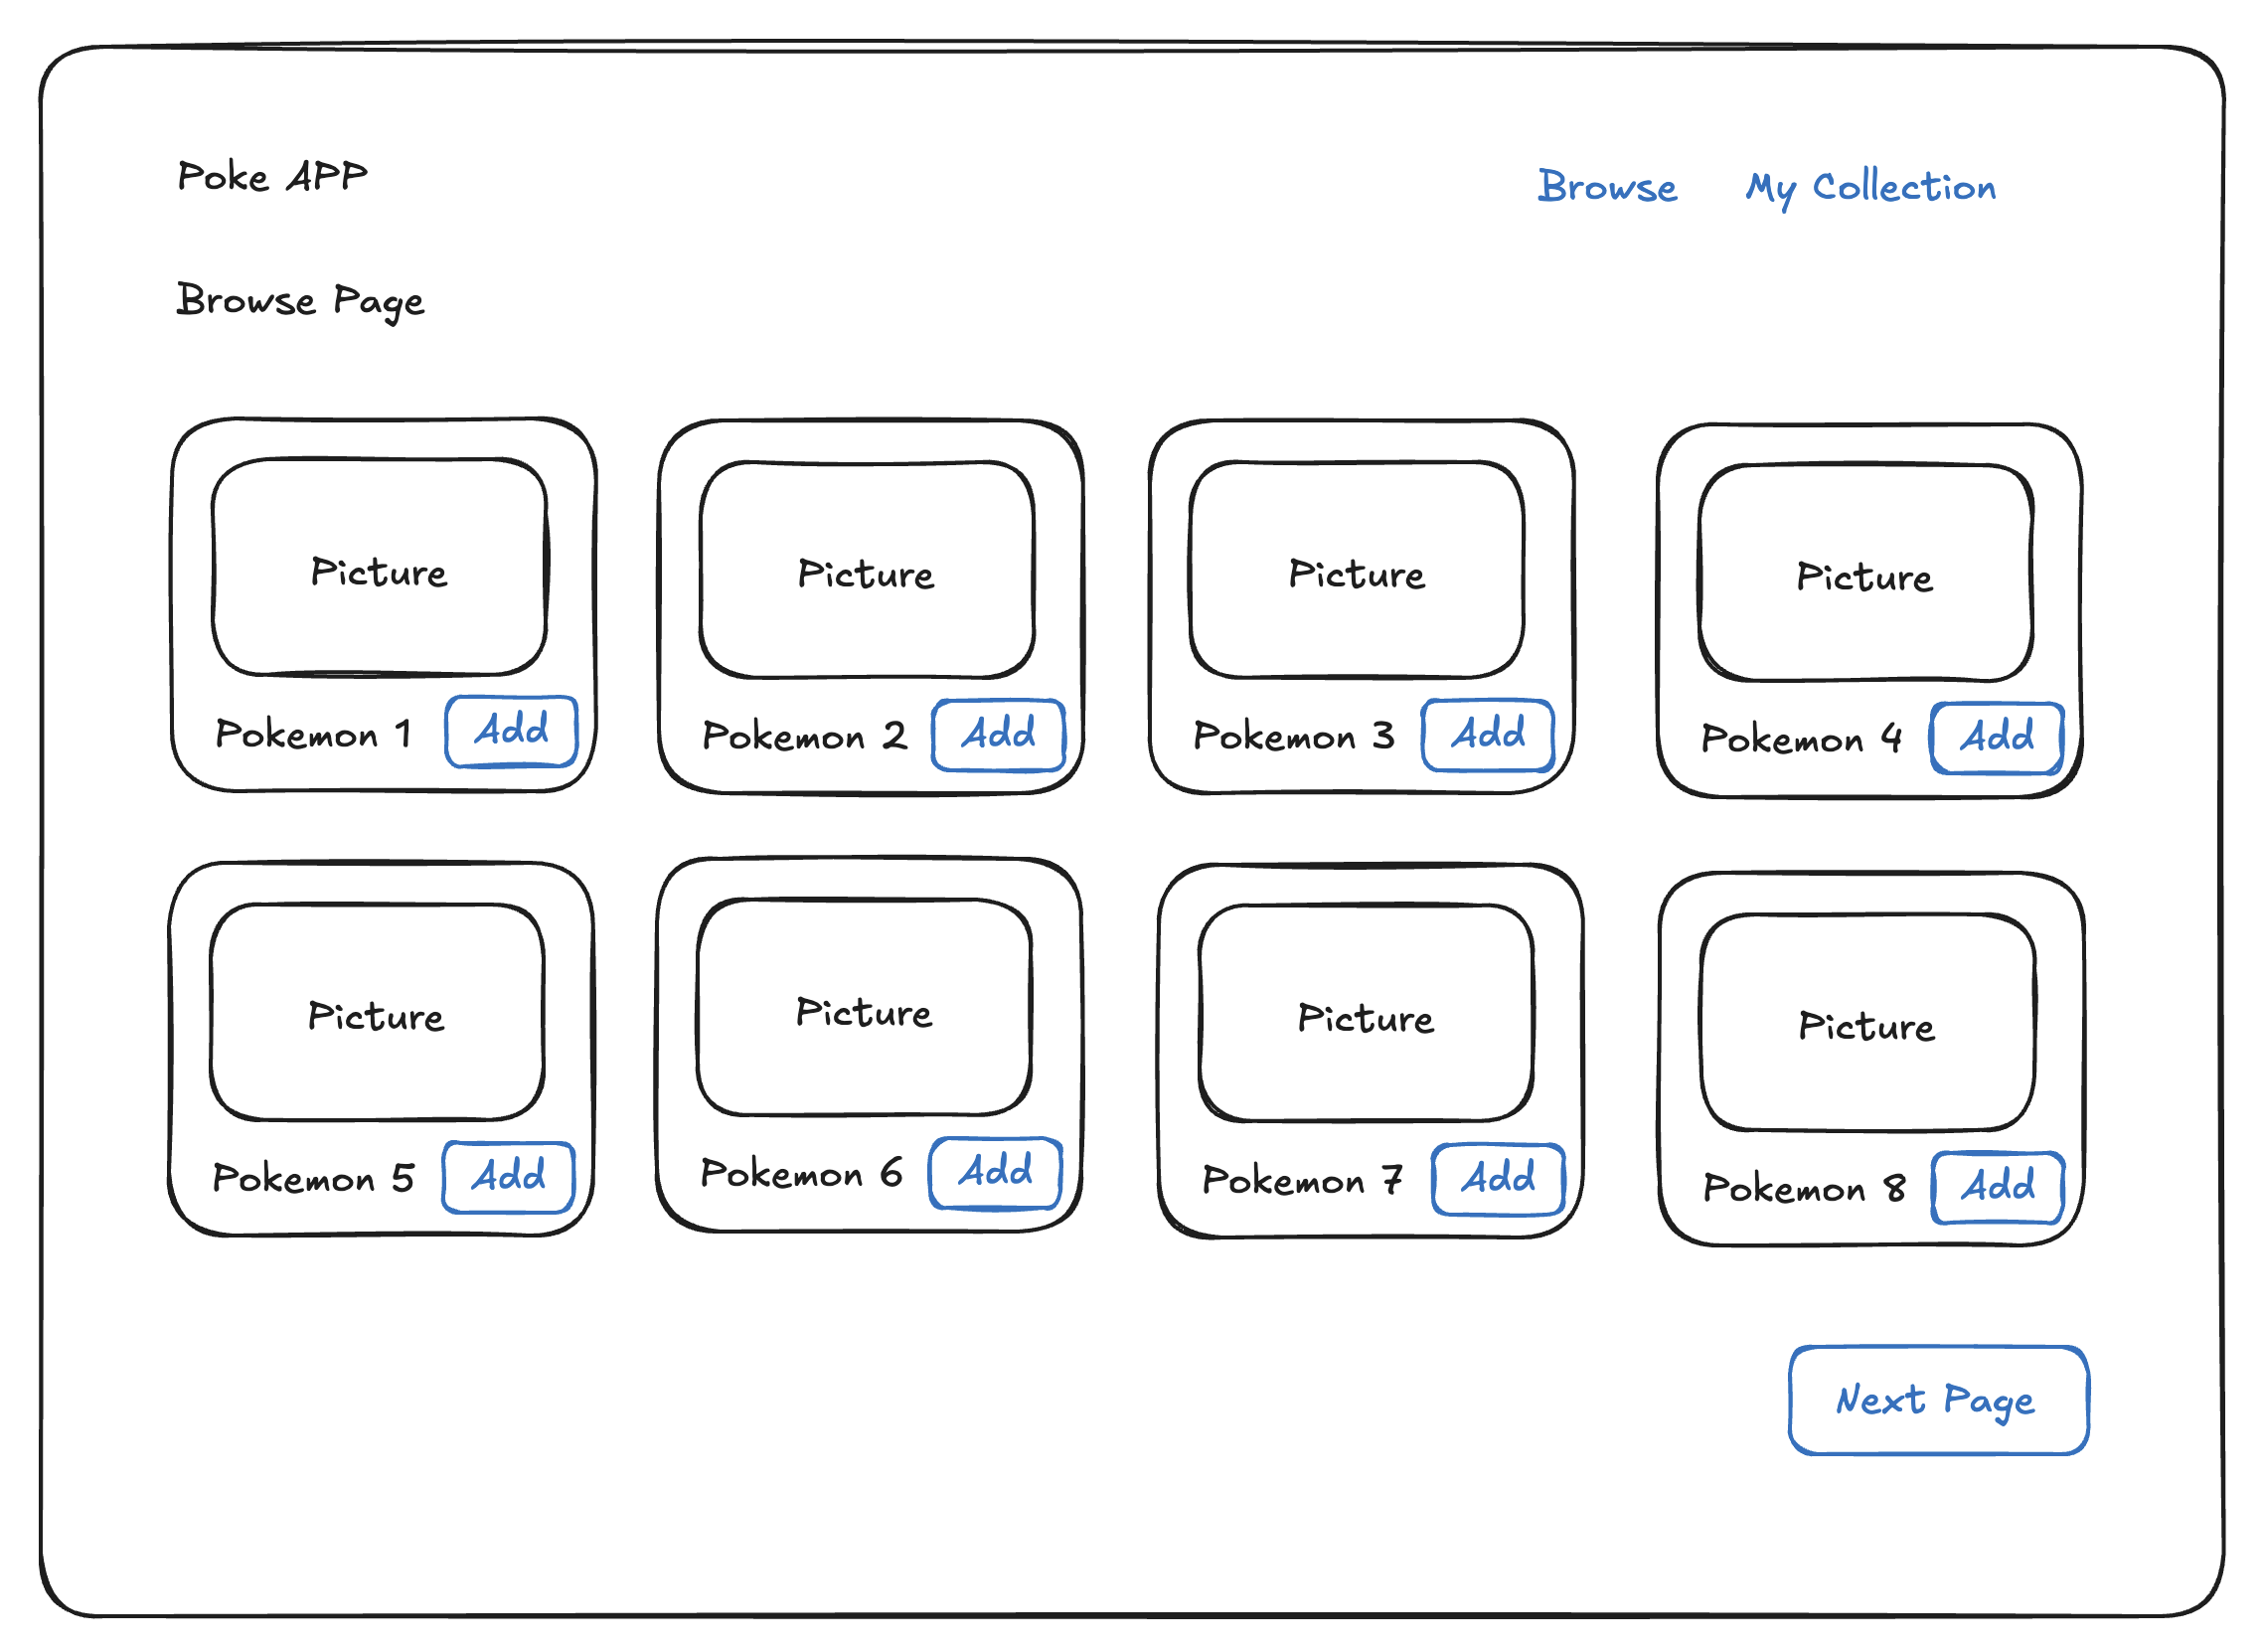 Poke APP
Browse My Collection
Browse Page
Picture Picture Picture Picture
Pokemon 1 Add Pokemon 2 Add Pokemon 3 Add Pokemon 4 Add
Picture Picture Picture Picture
Pokemon 5 Add Pokemon 6 Add Pokemon 7 Add Pokemon 8 Add
Next Page